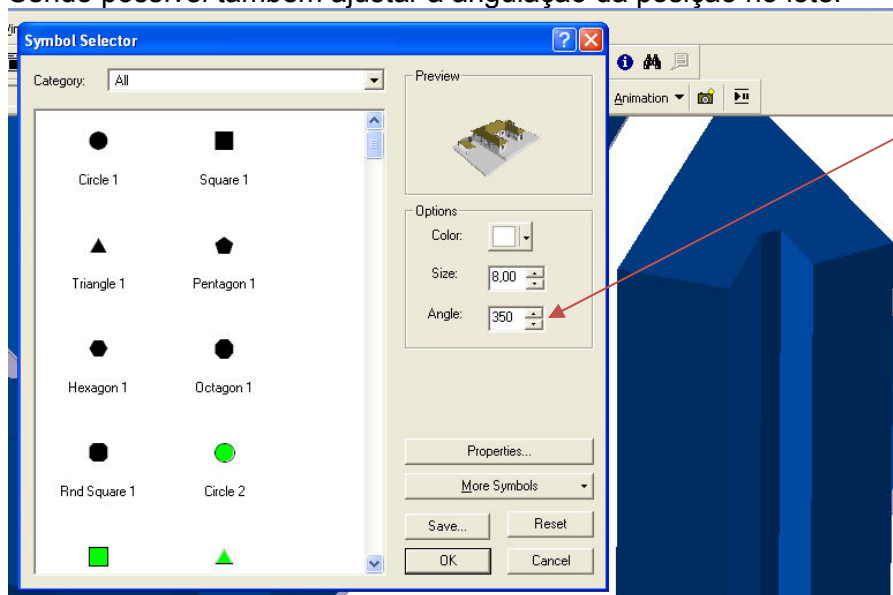 Sendo possível também ajustar a angulação da posição no lote.
Symbol Selector
Category: All
Preview
Animation
Circle 1 Square 1
Options
Color:
Triangle 1 Pentagon 1
Size: 8,00
Angle: 350
Hexagon 1 Octagon 1
Rnd Square 1 Circle 2
Properties...
More Symbols
Save... Reset
OK Cancel